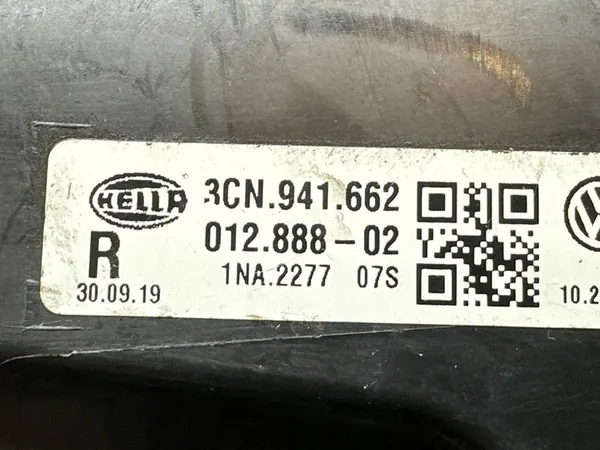 HELLA
3CN.941.662
R
012.888-02
30.09.19
1NA.2277 07S
10.2